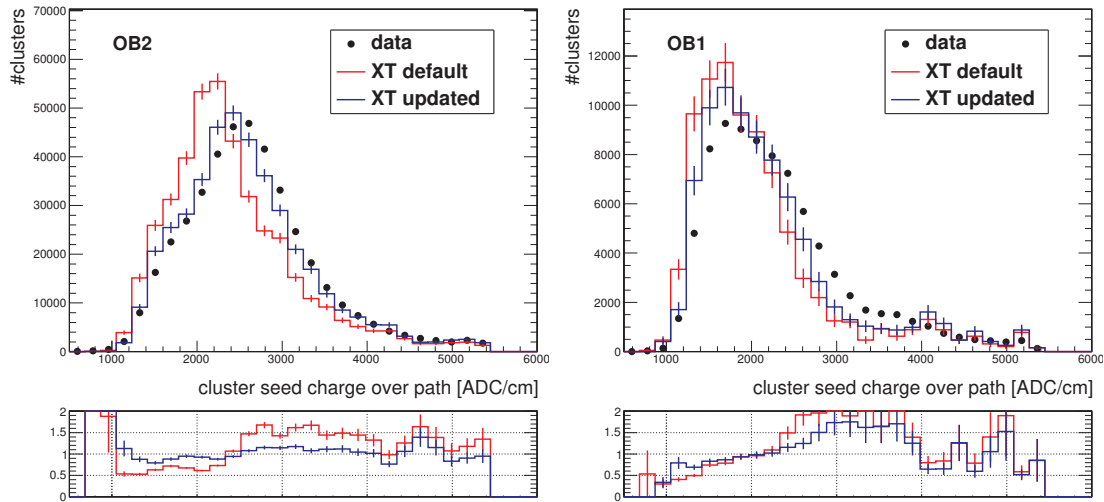 #clusters
70000
60000
50000
40000
30000
20000
10000
0
OB2
data
XT default
XT updated
1000 2000 3000 4000 5000 6000
cluster seed charge over path [ADC/cm]
2
1.5
1
0.5
0
#clusters
12000
10000
8000
6000
4000
2000
0
OB1
data
XT default
XT updated
1000 2000 3000 4000 5000 6000
cluster seed charge over path [ADC/cm]
2
1.5
1
0.5
0